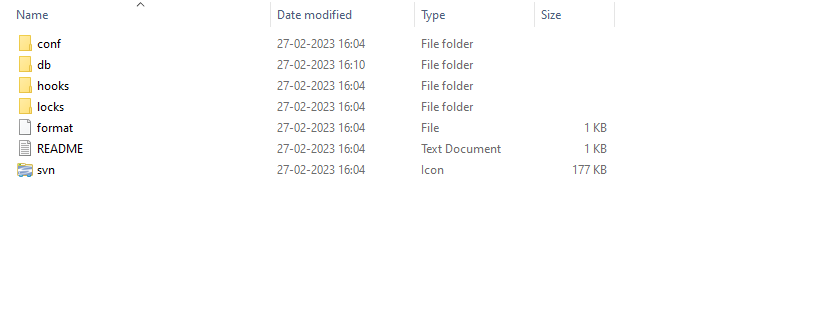 Name Date modified Type Size
conf 27-02-2023 16:04 File folder
db 27-02-2023 16:10 File folder
hooks 27-02-2023 16:04 File folder
locks 27-02-2023 16:04 File folder
format 27-02-2023 16:04 File 1 KB
README 27-02-2023 16:04 Text Document 1 KB
svn 27-02-2023 16:04 Icon 177 KB